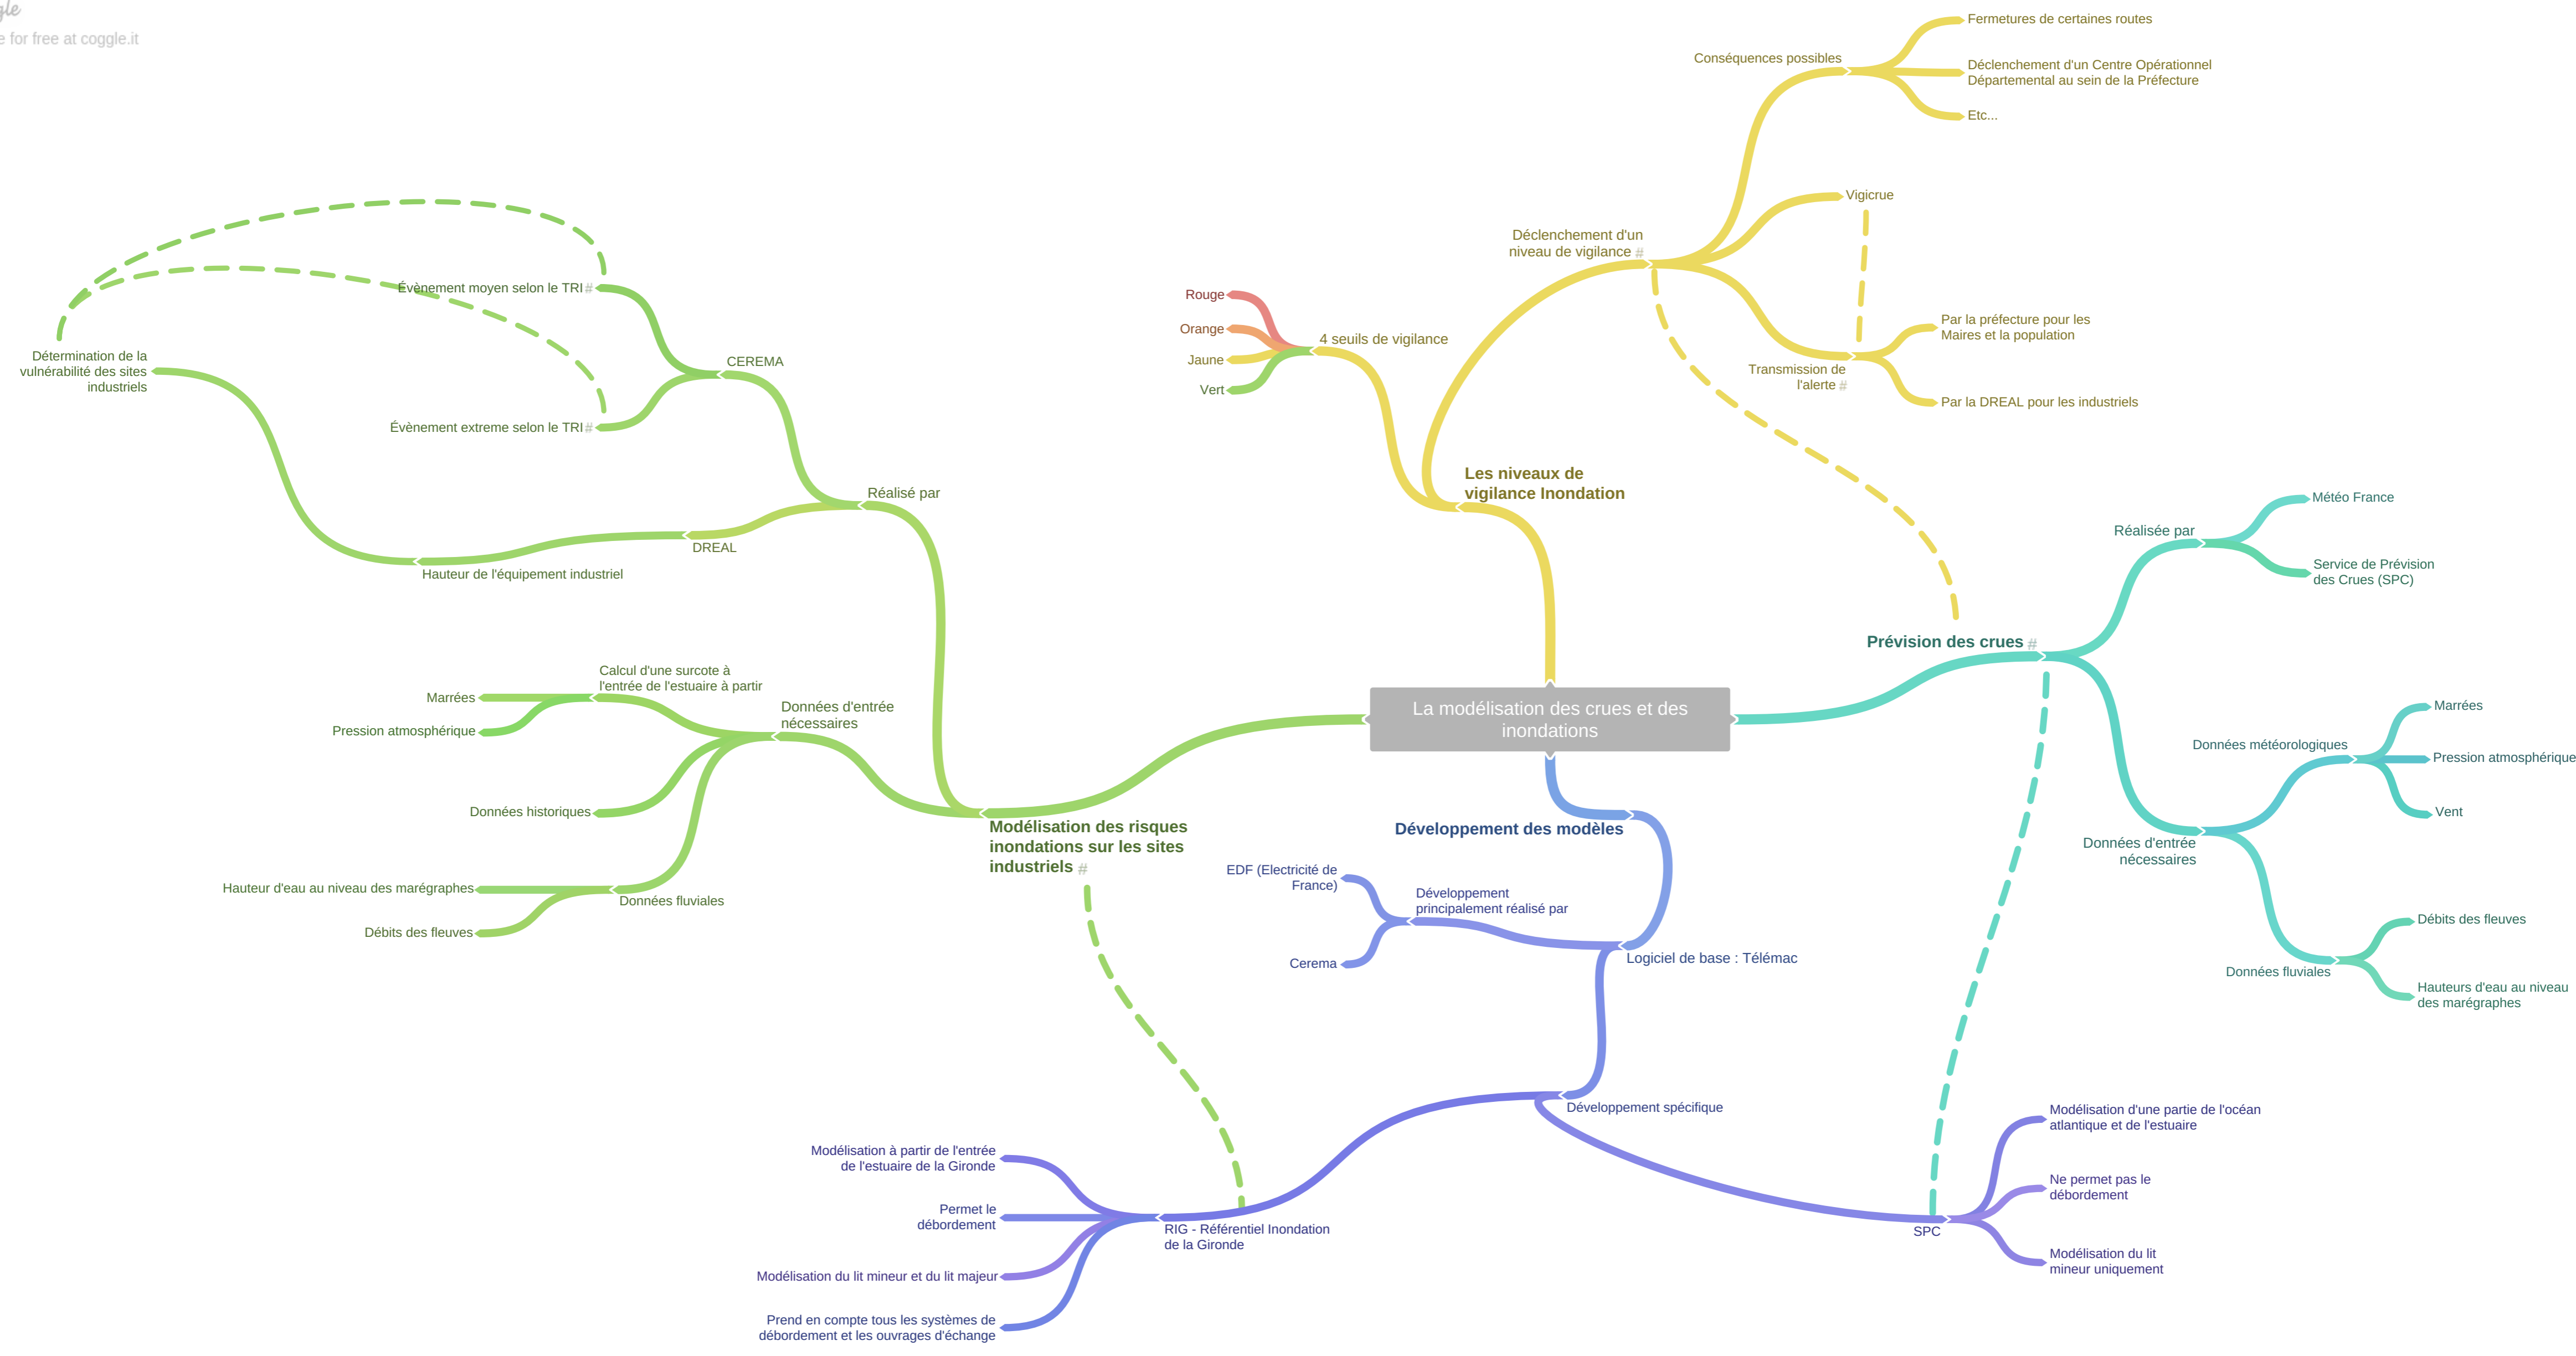 gle
e for free at coggle.it
La modélisation des crues et des
inondations
Les niveaux de
vigilance Inondation
4 seuils de vigilance
Rouge
Orange
Jaune
Vert
Déclenchement d'un
niveau de vigilance #
Conséquences possibles
Fermetures de certaines routes
Déclenchement d'un Centre Opérationnel
Départemental au sein de la Préfecture
Etc...
Vigicrue
Transmission de
l'alerte #
Par la préfecture pour les
Maires et la population
Par la DREAL pour les industriels
Prévision des crues #
Réalisée par
Météo France
Service de Prévision
des Crues (SPC)
Données d'entrée
nécessaires
Données météorologiques
Marrées
Pression atmosphérique
Vent
Données fluviales
Débits des fleuves
Hauteurs d'eau au niveau
des marégraphes
Développement des modèles
Logiciel de base : Télémac
Développement
principalement réalisé par
EDF (Electricité de
France)
Cerema
Développement spécifique
SPC
Modélisation d'une partie de l'océan
atlantique et de l'estuaire
Ne permet pas le
débordement
Modélisation du lit
mineur uniquement
RIG - Référentiel Inondation
de la Gironde
Modélisation à partir de l'entrée
de l'estuaire de la Gironde
Permet le
débordement
Modélisation du lit mineur et du lit majeur
Prend en compte tous les systèmes de
débordement et les ouvrages d'échange
Modélisation des risques
inondations sur les sites
industriels #
Réalisé par
CEREMA
Évènement moyen selon le TRI #
Évènement extreme selon le TRI #
DREAL
Hauteur de l'équipement industriel
Détermination de la
vulnérabilité des sites
industriels
Données d'entrée
nécessaires
Calcul d'une surcote à
l'entrée de l'estuaire à partir
Marrées
Pression atmosphérique
Données historiques
Données fluviales
Hauteur d'eau au niveau des marégraphes
Débits des fleuves